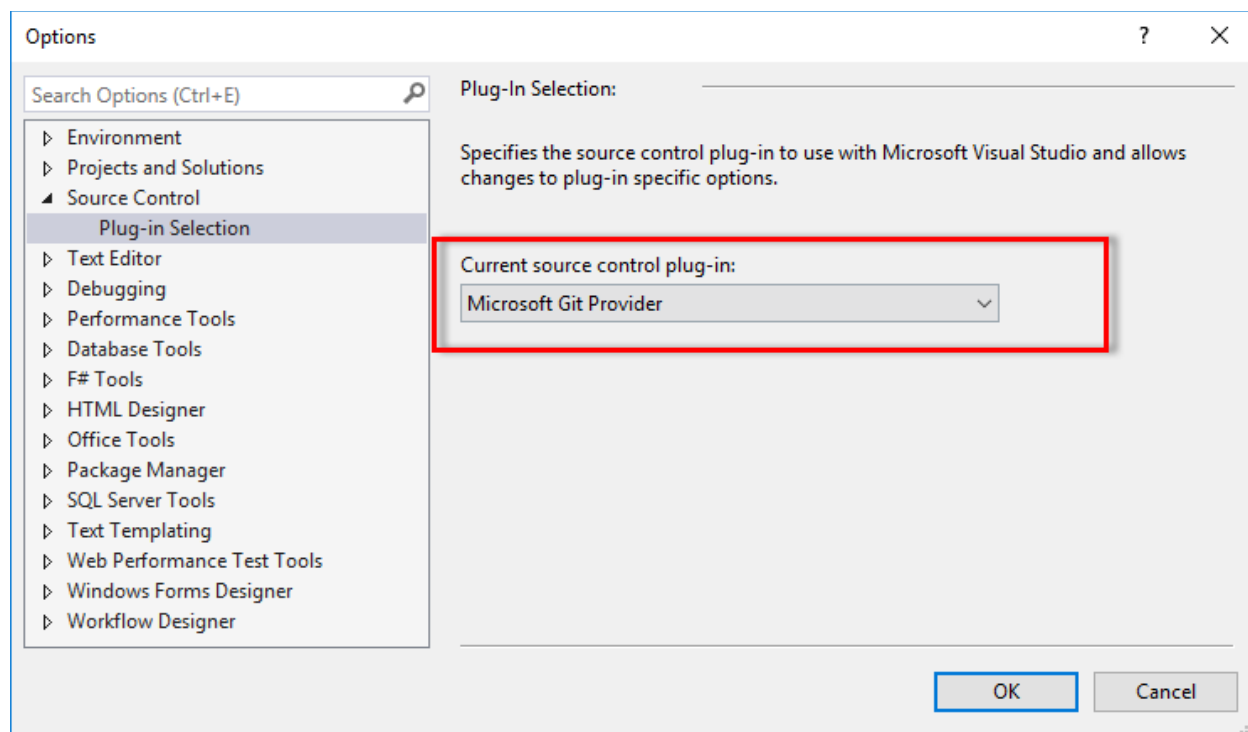 Options
?
Search Options (Ctrl+E)
Environment
Projects and Solutions
Source Control
Plug-in Selection
Text Editor
Debugging
Performance Tools
Database Tools
F# Tools
HTML Designer
Office Tools
Package Manager
SQL Server Tools
Text Templating
Web Performance Test Tools
Windows Forms Designer
Workflow Designer
Plug-In Selection:
Specifies the source control plug-in to use with Microsoft Visual Studio and allows
changes to plug-in specific options.
Current source control plug-in:
Microsoft Git Provider
OK
Cancel